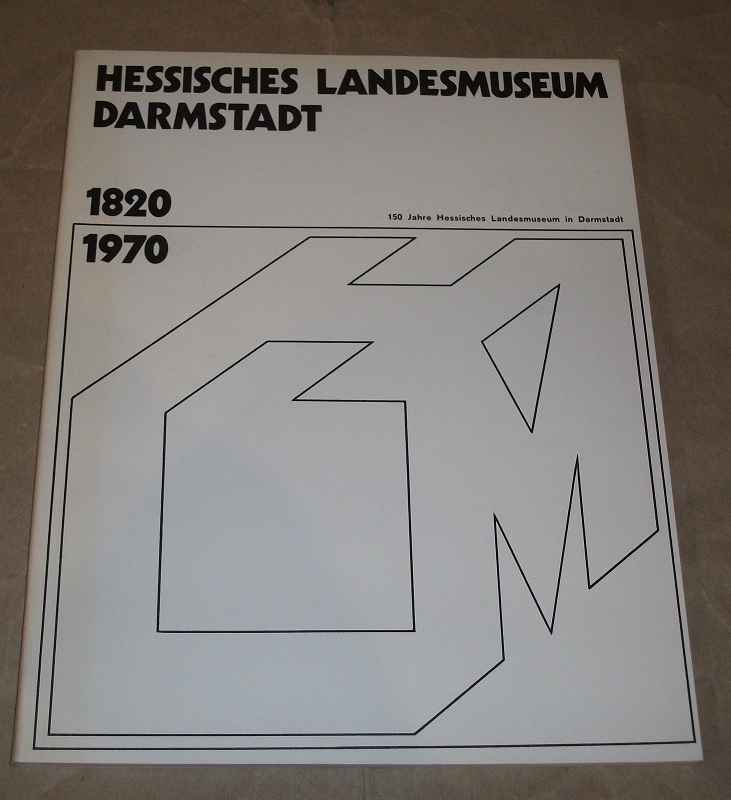 HESSISCHES LANDESMUSEUM
DARMSTADT
1820
150 Jahre Hessisches Landesmuseum in Darmstadt
1970